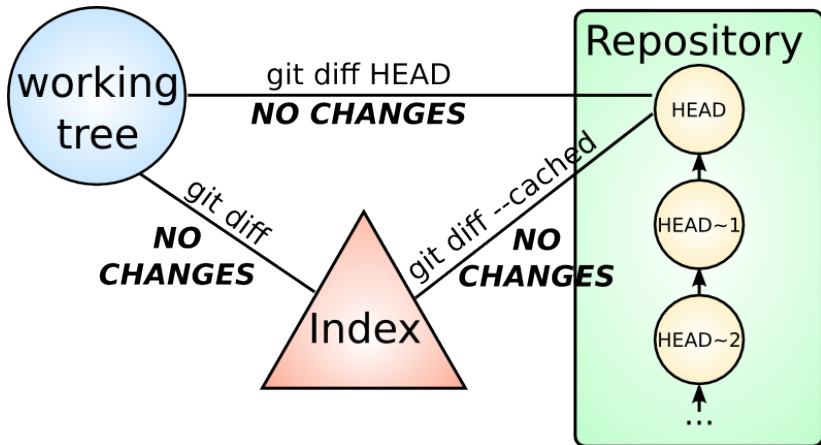 Repository
working
tree
git diff HEAD
NO CHANGES
HEAD
git diff
NO
CHANGES
git diff --cached
NO
CHANGES
HEAD~1
Index
HEAD~2
...